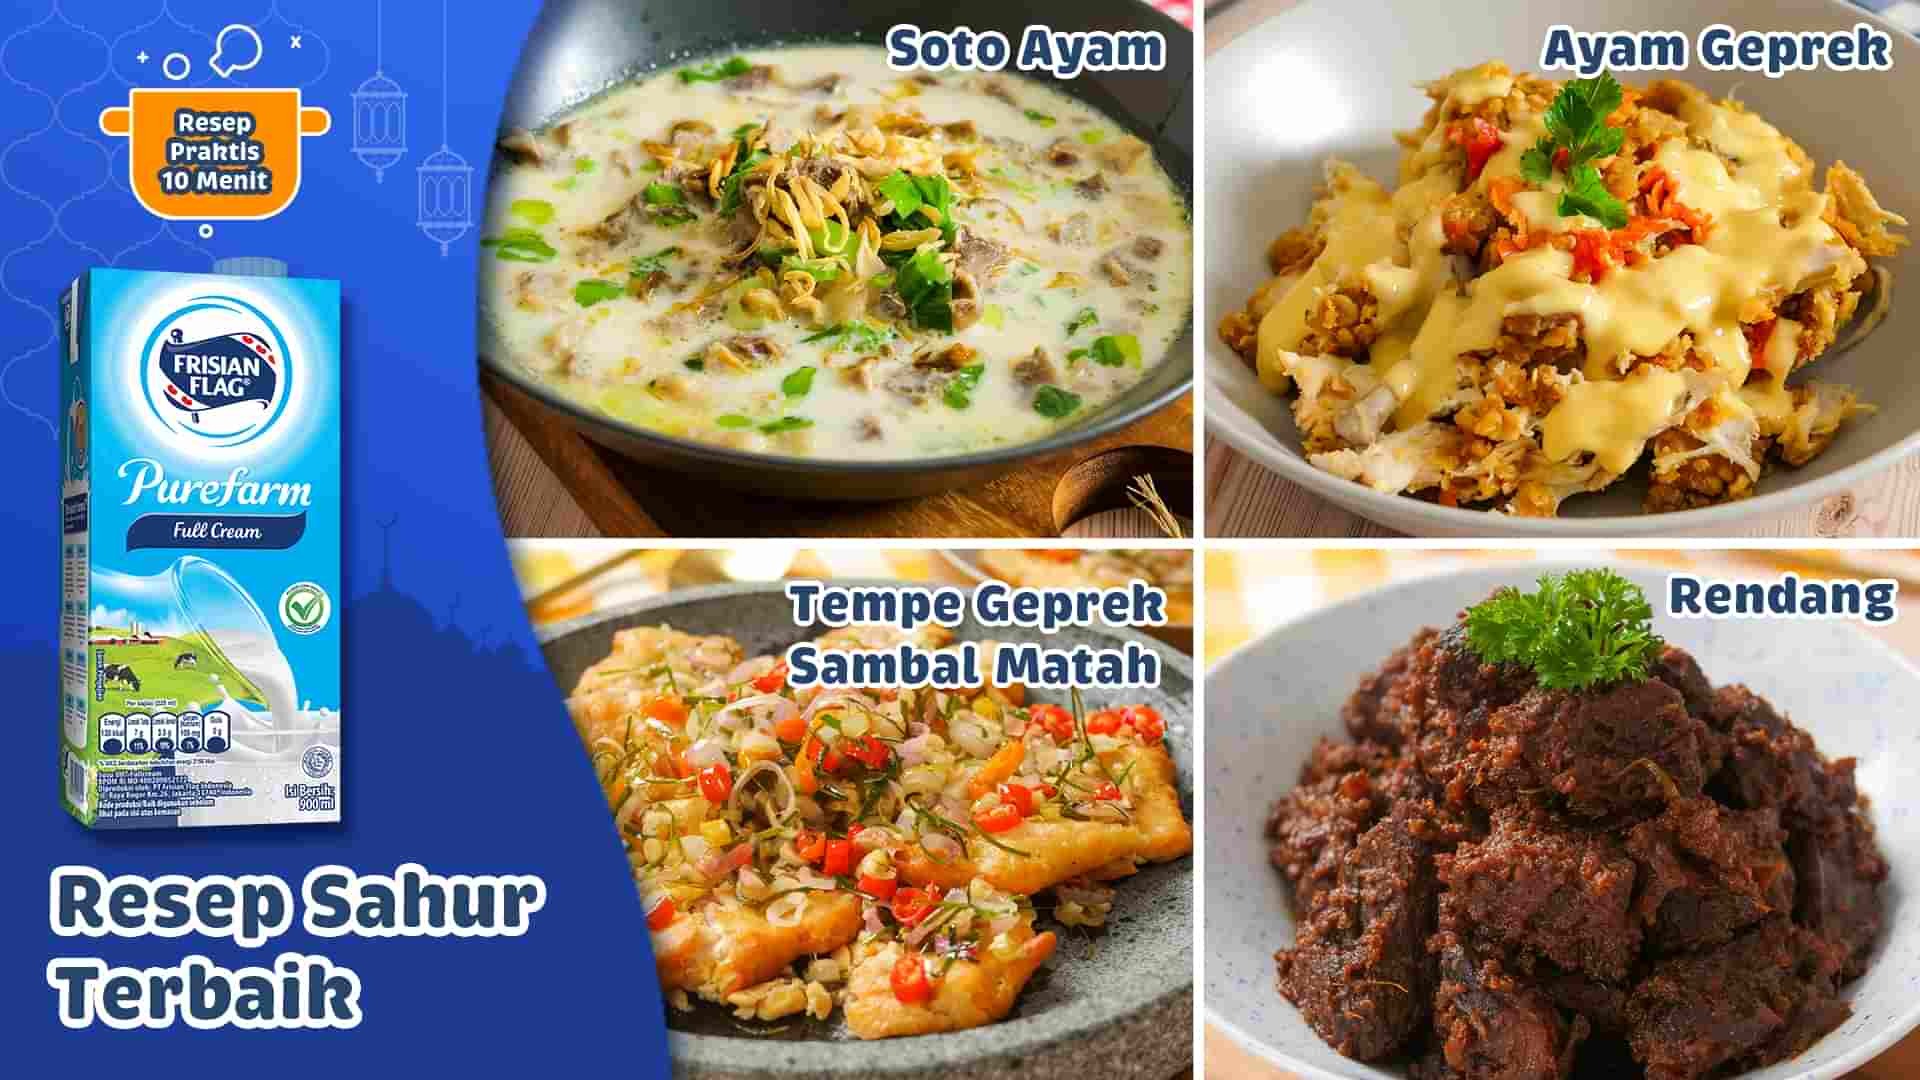 Resep
Praktis
10 Menit
FRISIAN
FLAG®
Purefarm
Full Cream
Isi Bersih:
900 ml
Resep Sahur
Terbaik
Soto Ayam
Ayam Geprek
Tempe Geprek
Sambal Matah
Rendang